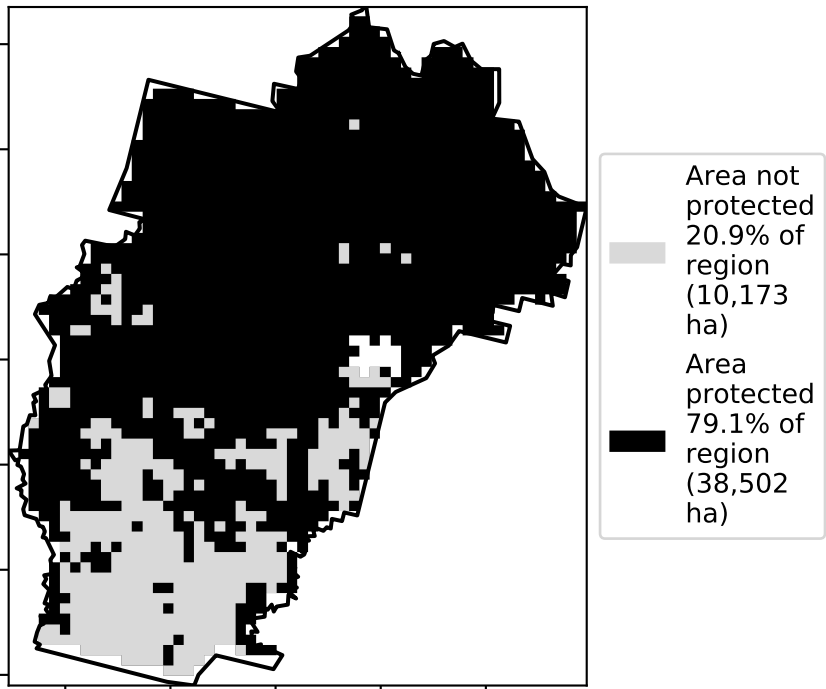 Area not
protected
20.9% of
region
(10,173
ha)
Area
protected
79.1% of
region
(38,502
ha)